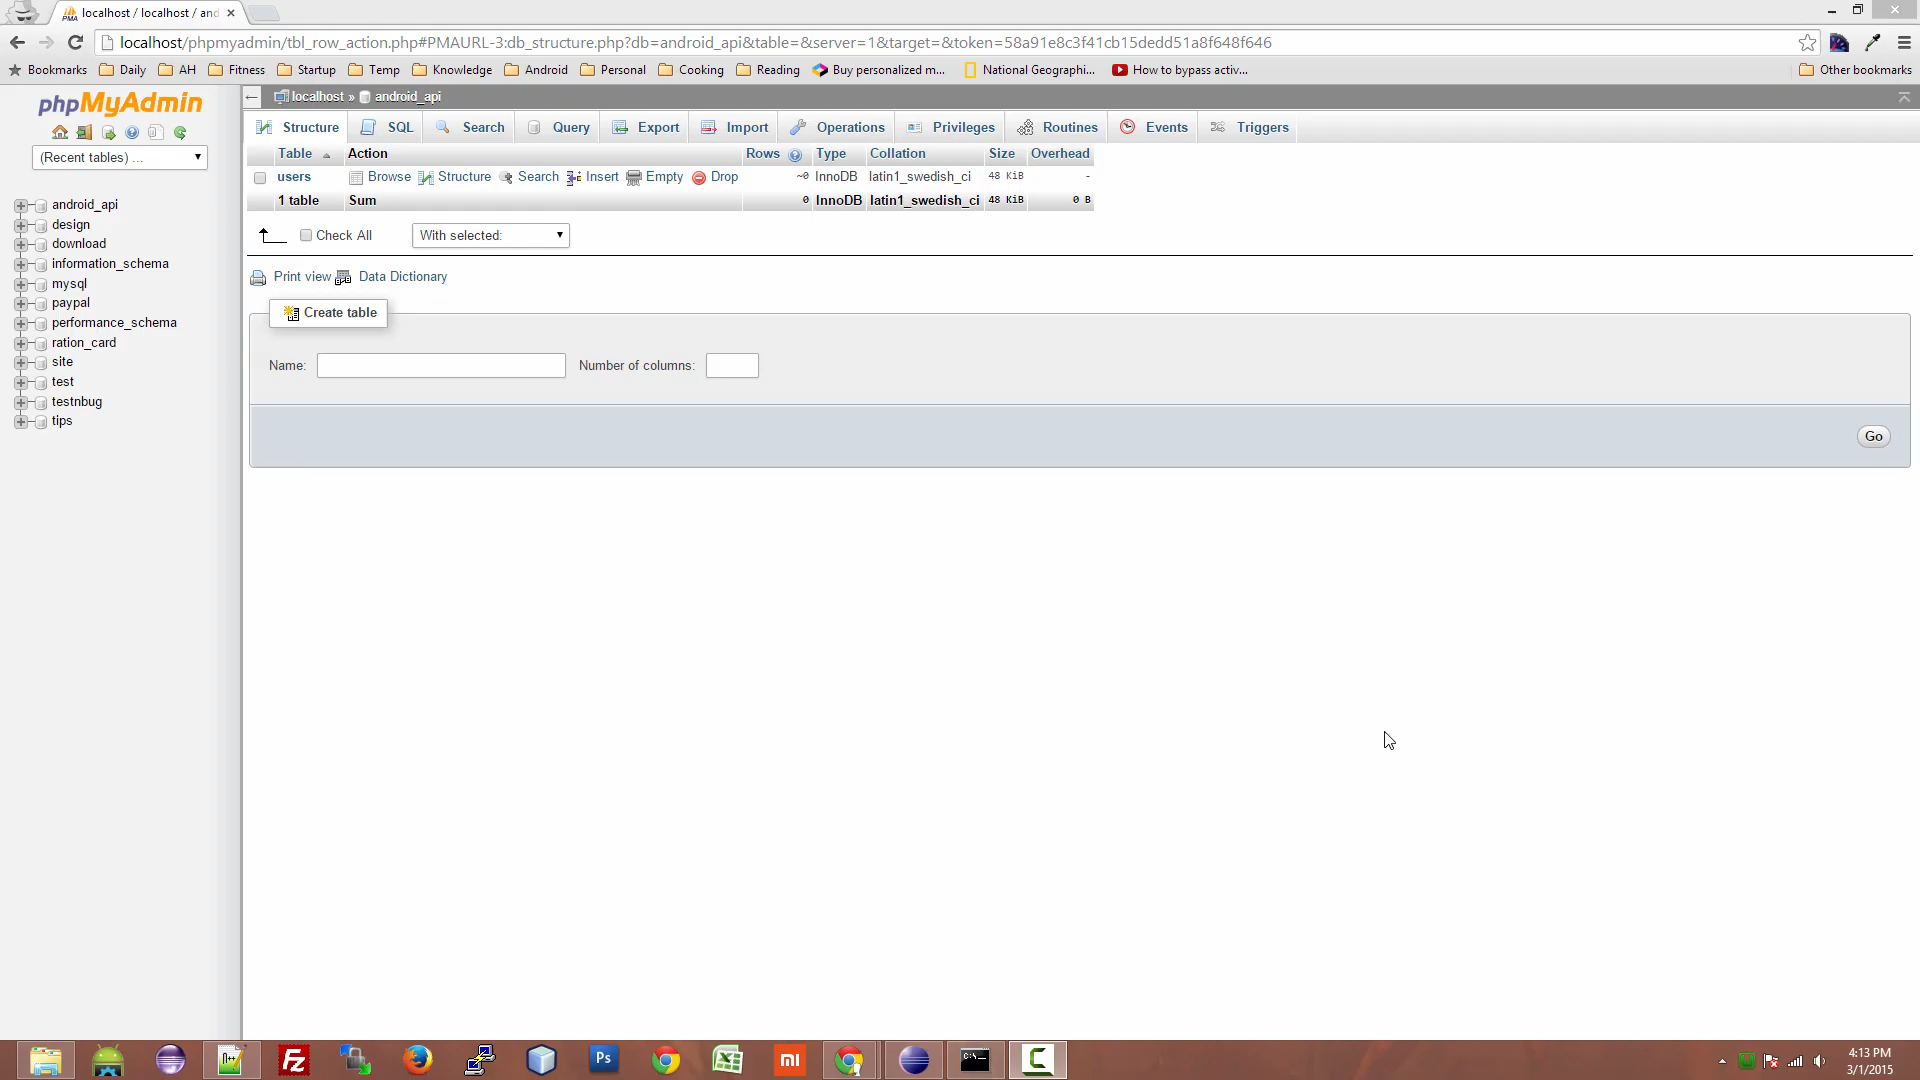 localhost / localhost / and
localhost/phpmyadmin/tbl_row_action.php#PMAURL-3:db_structure.php?db=android_api&table=&server=1&target=&token=58a91e8c3f41cb15dedd51a8f648f646
Bookmarks Daily AH Fitness Startup Temp Knowledge Android Personal Cooking Reading Buy personalized m... National Geographi... How to bypass activ... Other bookmarks
phpMyAdmin
(Recent tables) ...
android_api
design
download
information_schema
mysql
paypal
performance_schema
ration_card
site
test
testnbug
tips
localhost » android_api
Structure SQL Search Query Export Import Operations Privileges Routines Events Triggers
Table Action Rows Type Collation Size Overhead
users Browse Structure Search Insert Empty Drop ~0 InnoDB latin1_swedish_ci 48 KiB -
1 table Sum 0 InnoDB latin1_swedish_ci 48 KiB 0 B
Check All With selected:
Print view Data Dictionary
Create table
Name: Number of columns:
Go
Ps
mi
4:13 PM
3/1/2015